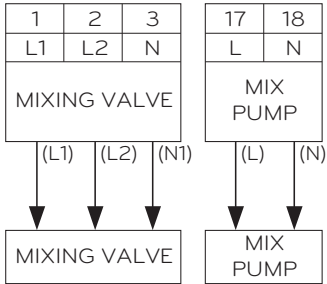 1 2 3 17 18
L1 L2 N L N
MIXING VALVE
MIX
PUMP
(L1) (L2) (N1) (L) (N)
MIXING VALVE
MIX
PUMP